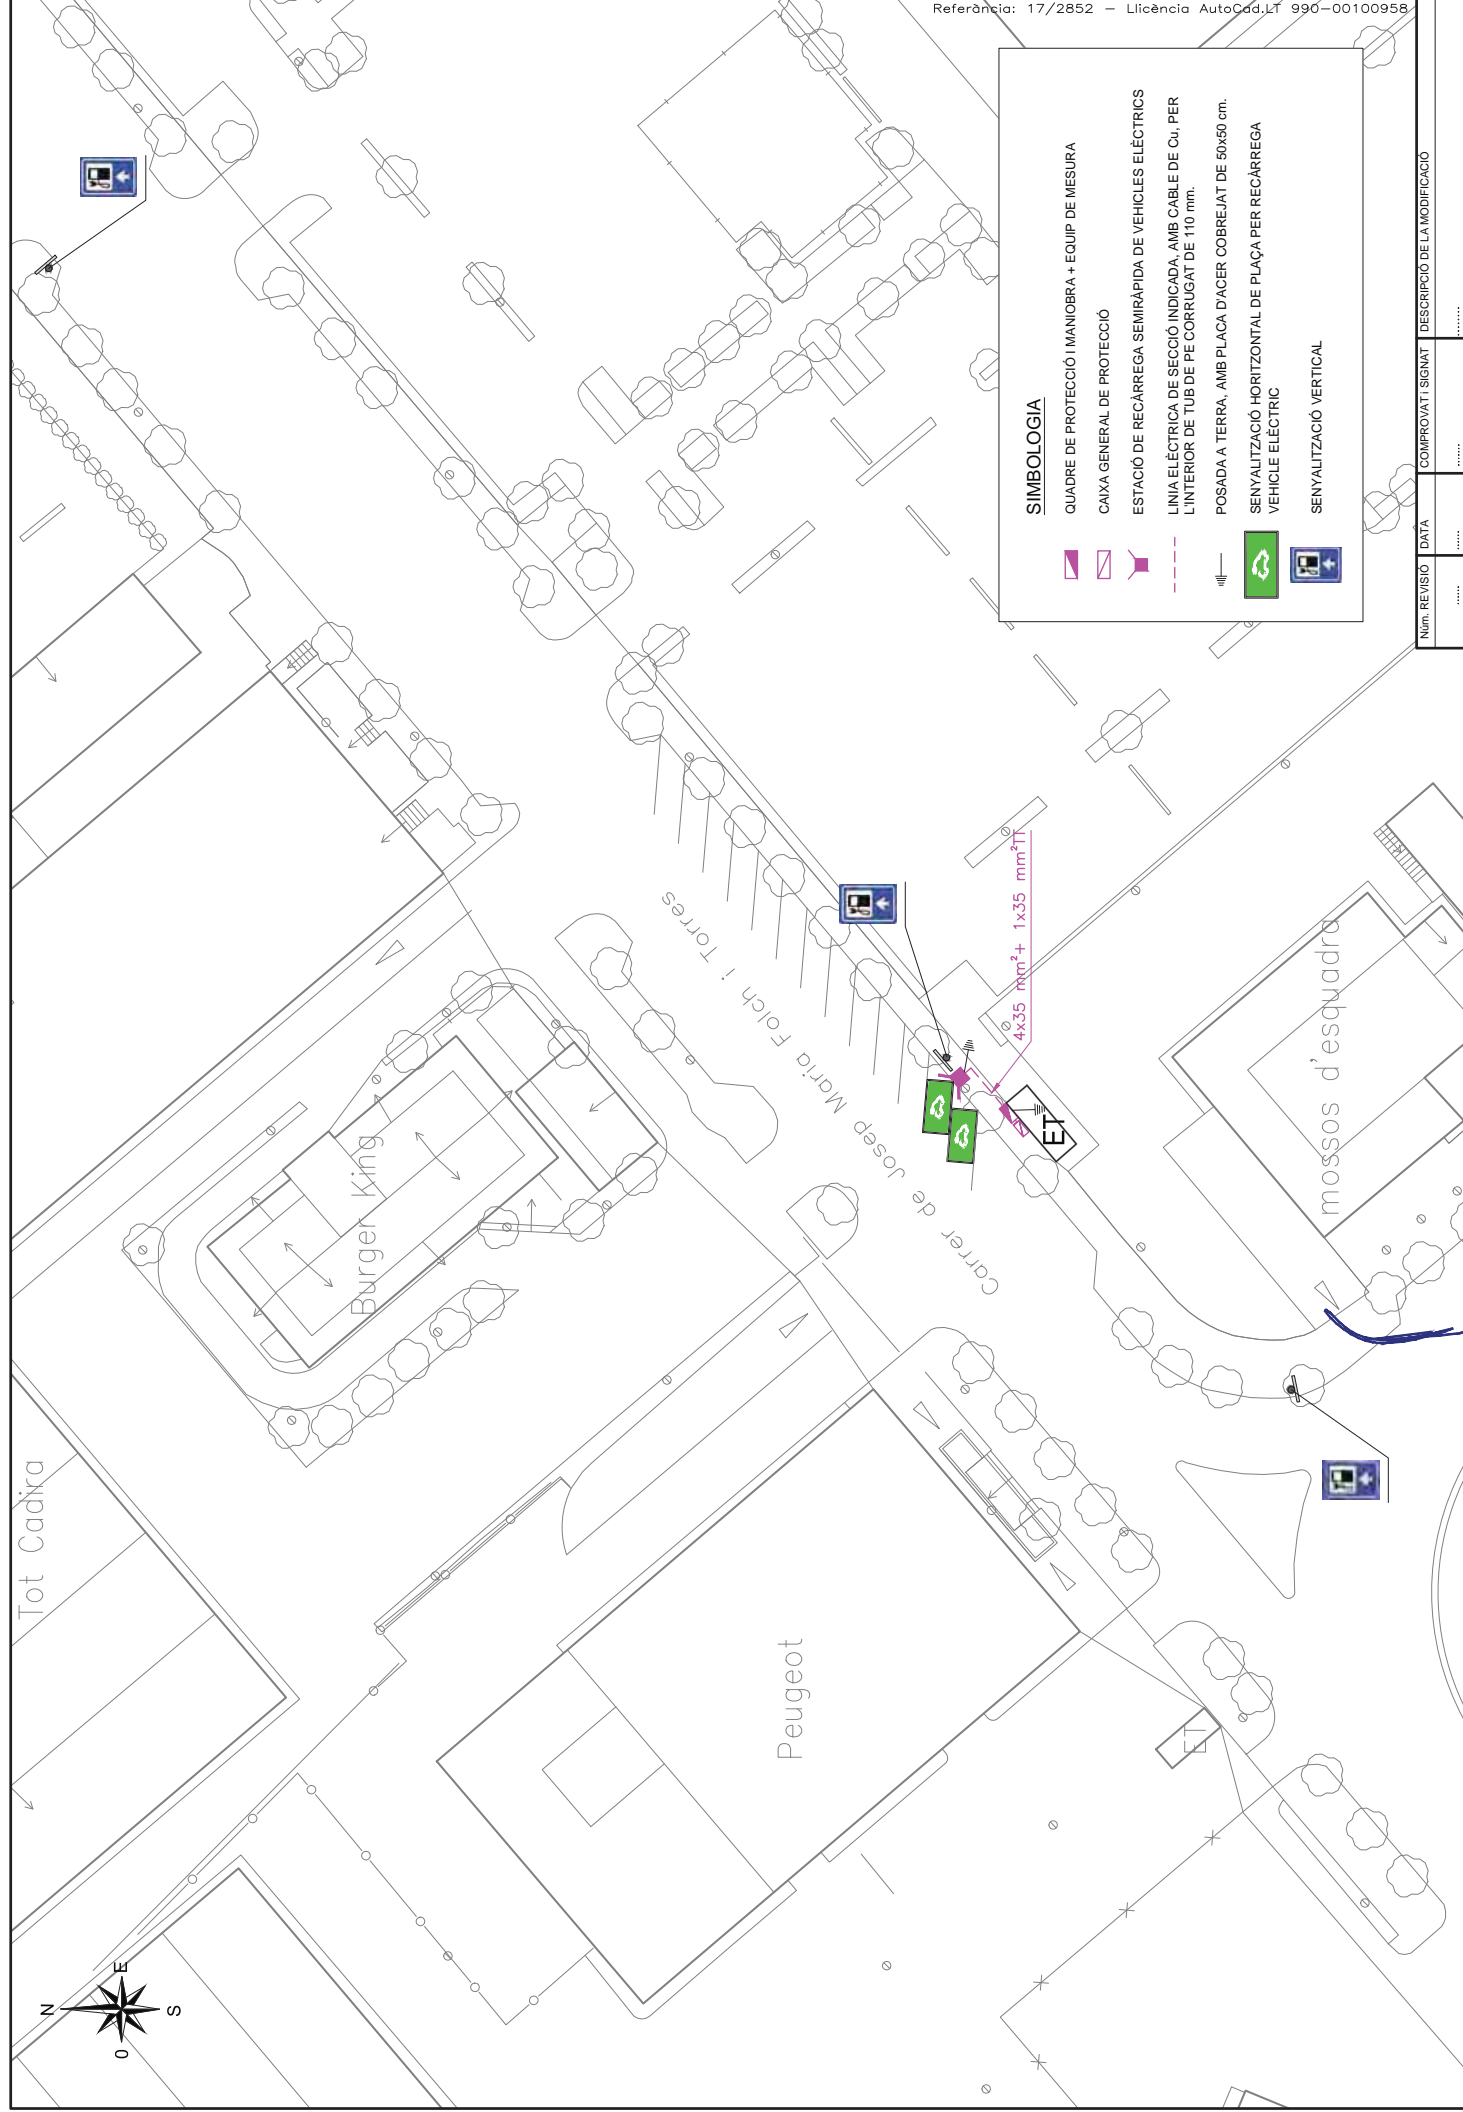 Referància: 17/2852 – Llicència AutoCad.LT 990-00100958
SIMBOLOGIA
QUADRE DE PROTECCIÓ I MANIOBRA + EQUIP DE MESURA
CAIXA GENERAL DE PROTECCIÓ
ESTACIÓ DE RECÀRREGA SEMIRÀPIDA DE VEHICLES ELÈCTRICS
LINIA ELÈCTRICA DE SECCIÓ INDICADA, AMB CABLE DE Cu, PER
L'INTERIOR DE TUB DE PE CORRUGAT DE 110 mm.
POSADA A TERRA, AMB PLACA D'ACER COBREJAT DE 50x50 cm.
SENYALITZACIÓ HORITZONTAL DE PLAÇA PER RECÀRREGA
VEHICLE ELÈCTRIC
SENYALITZACIÓ VERTICAL
Núm. REVISIÓ DATA COMPROVAT i SIGNAT DESCRIPCIÓ DE LA MODIFICACIÓ
...... ...... ....... .........
Tot Cadira
Burger King
Peugeot
Carrer de Josep Maria Folch i Torres
mossos d'esquadra
4x35 mm²+ 1x35 mm²TT
ET
ET
N
E
S
O